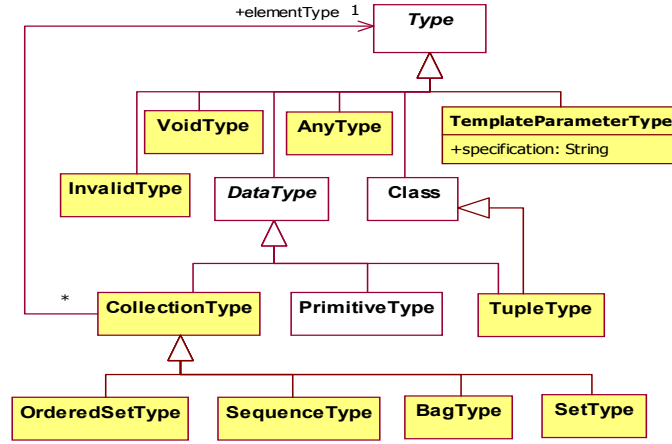 +elementType 1
Type
VoidType
AnyType
TemplateParameterType
+specification: String
InvalidType
DataType
Class
*
CollectionType
PrimitiveType
TupleType
OrderedSetType
SequenceType
BagType
SetType